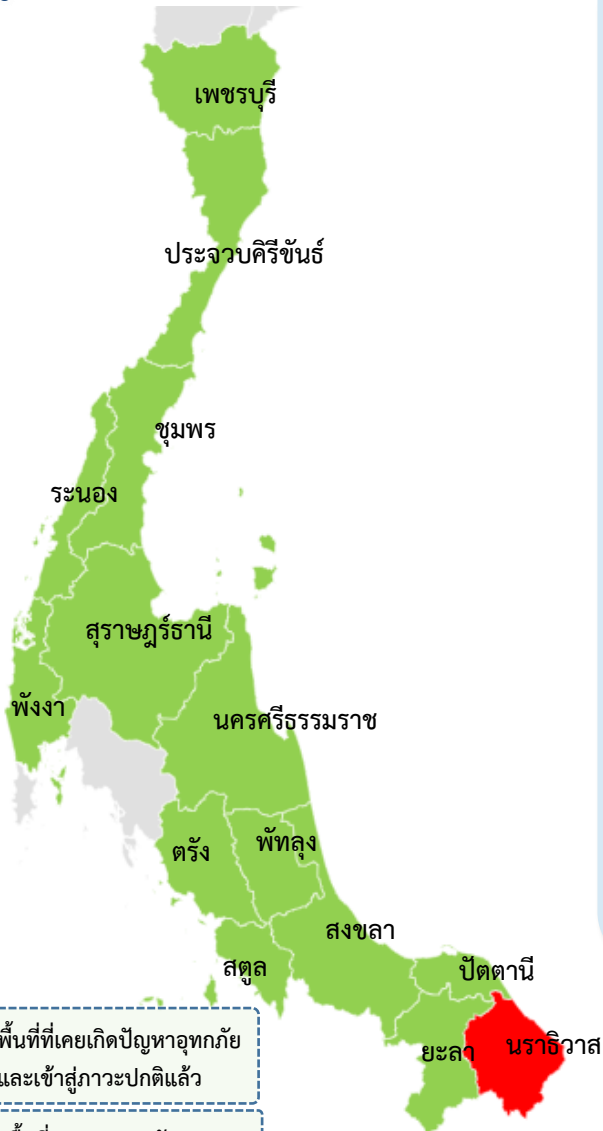 เพชรบุรี
ประจวบคิรีขันธ์
ชุมพร
ระนอง
สุราษฎร์ธานี
พังงา
นครศรีธรรมราช
ตรัง
พัทลุง
สงขลา
สตูล
ปัตตานี
ยะลา
นราธิวาส
พื้นที่ที่เคยเกิดปัญหาอุทกภัย
และเข้าสู่ภาวะปกติแล้ว